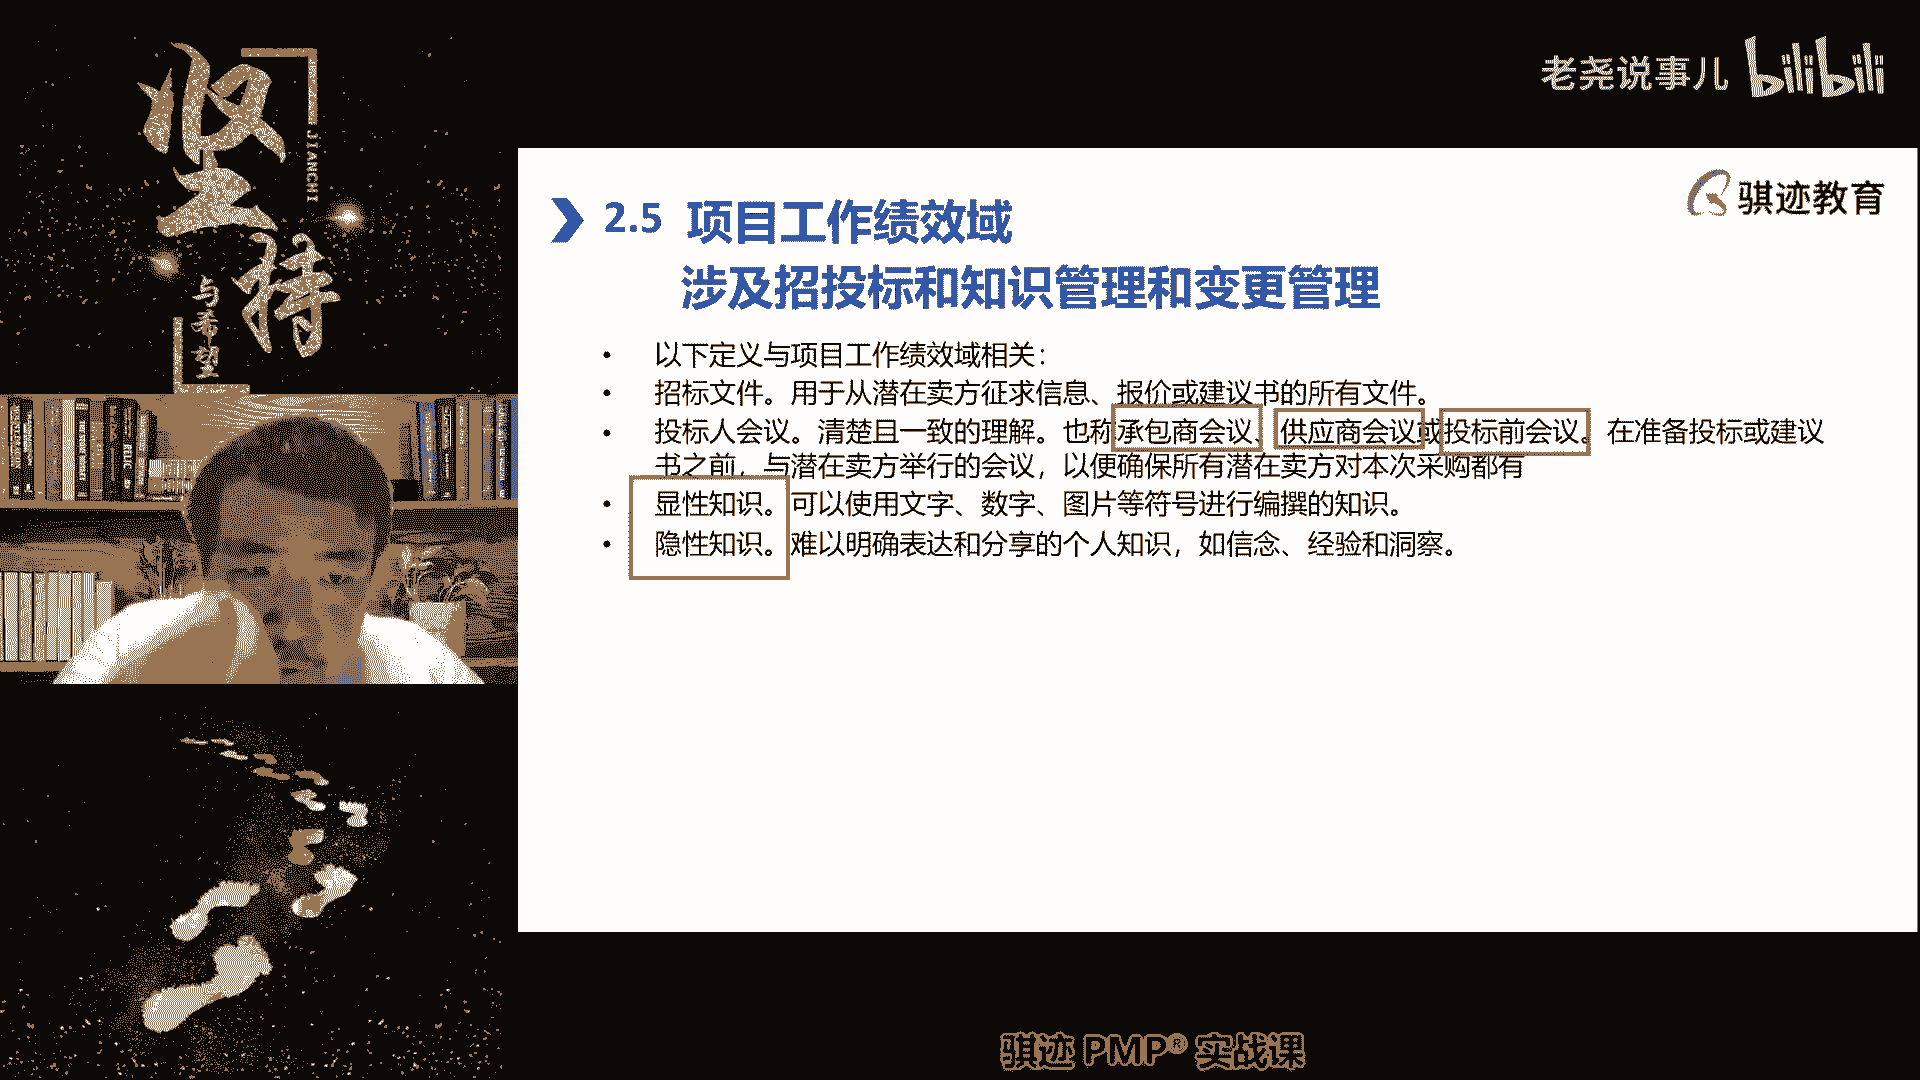 坚持
JIANCHI
与希望
老尧说事儿 bilibili
骐迹教育
2.5 项目工作绩效域
涉及招投标和知识管理和变更管理
• 以下定义与项目工作绩效域相关：
• 招标文件。用于从潜在卖方征求信息、报价或建议书的所有文件。
• 投标人会议。清楚且一致的理解。也称承包商会议、供应商会议或投标前会议。在准备投标或建议
书之前，与潜在卖方举行的会议，以便确保所有潜在卖方对本次采购都有
• 显性知识。可以使用文字、数字、图片等符号进行编撰的知识。
• 隐性知识。难以明确表达和分享的个人知识，如信念、经验和洞察。
骐迹 PMP® 实战课